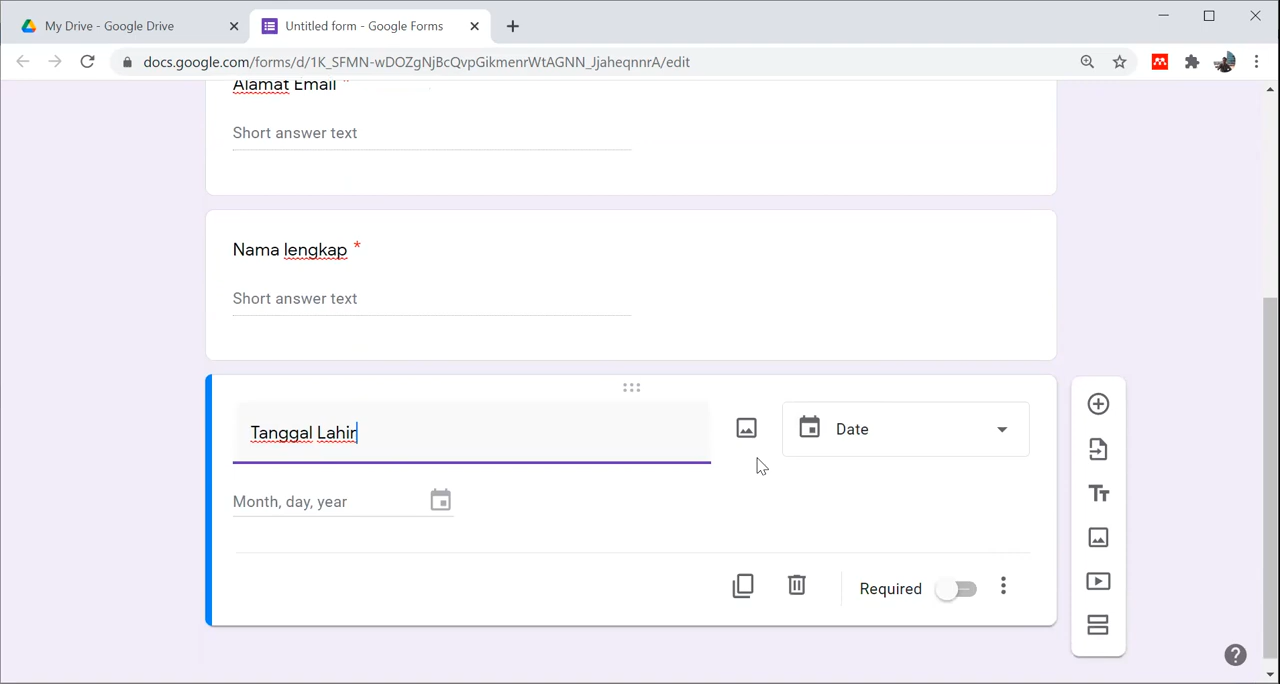 My Drive - Google Drive
Untitled form - Google Forms
docs.google.com/forms/d/1K_SFMN-wDOZgNjBcQvpGikmenrWtAGNN_JjaheqnnrA/edit
Alamat Email *
Short answer text
Nama lengkap *
Short answer text
Tanggal Lahir
Date
Month, day, year
Required